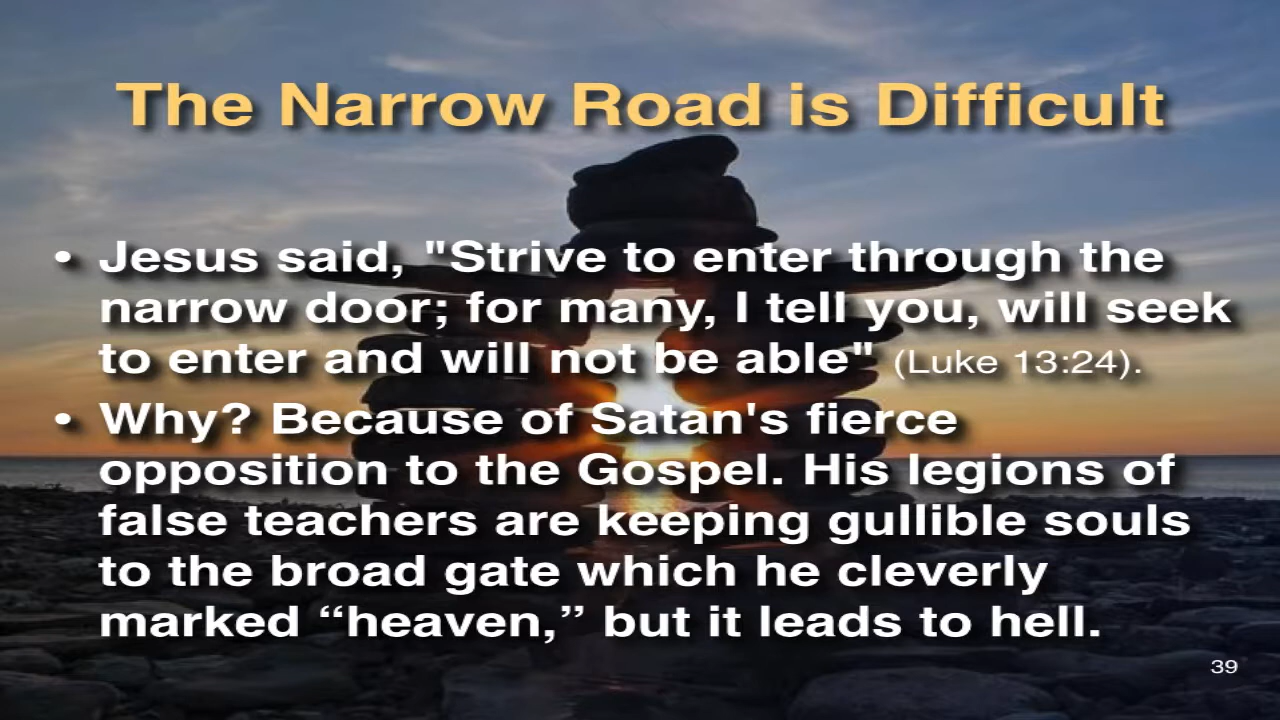 The Narrow Road is Difficult
• Jesus said, "Strive to enter through the
narrow door; for many, I tell you, will seek
to enter and will not be able" (Luke 13:24).
• Why? Because of Satan's fierce
opposition to the Gospel. His legions of
false teachers are keeping gullible souls
to the broad gate which he cleverly
marked “heaven,” but it leads to hell.
39